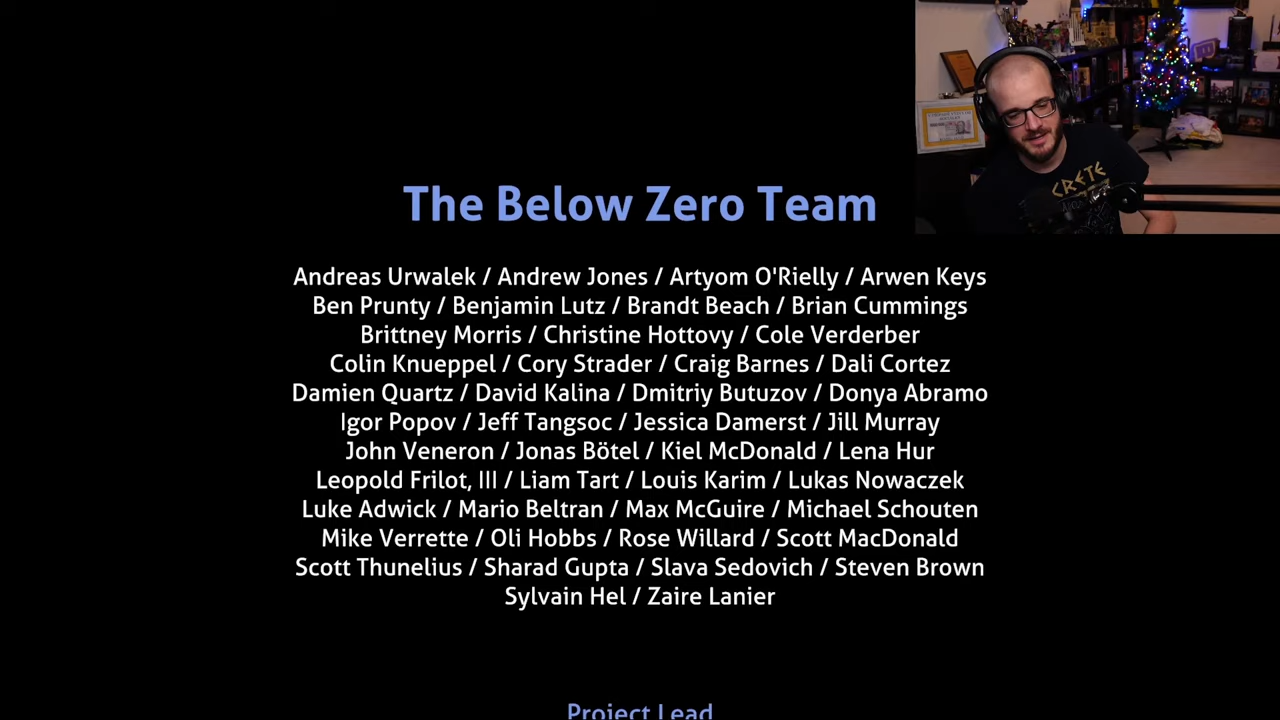 The Below Zero Team
Andreas Urwalek / Andrew Jones / Artyom O'Rielly / Arwen Keys
Ben Prunty / Benjamin Lutz / Brandt Beach / Brian Cummings
Brittney Morris / Christine Hottovy / Cole Verderber
Colin Knueppel / Cory Strader / Craig Barnes / Dali Cortez
Damien Quartz / David Kalina / Dmitriy Butuzov / Donya Abramo
Igor Popov / Jeff Tangsoc / Jessica Damerst / Jill Murray
John Veneron / Jonas Bötel / Kiel McDonald / Lena Hur
Leopold Frilot, III / Liam Tart / Louis Karim / Lukas Nowaczek
Luke Adwick / Mario Beltran / Max McGuire / Michael Schouten
Mike Verrette / Oli Hobbs / Rose Willard / Scott MacDonald
Scott Thunelius / Sharad Gupta / Slava Sedovich / Steven Brown
Sylvain Hel / Zaire Lanier
Project Lead
CRETE